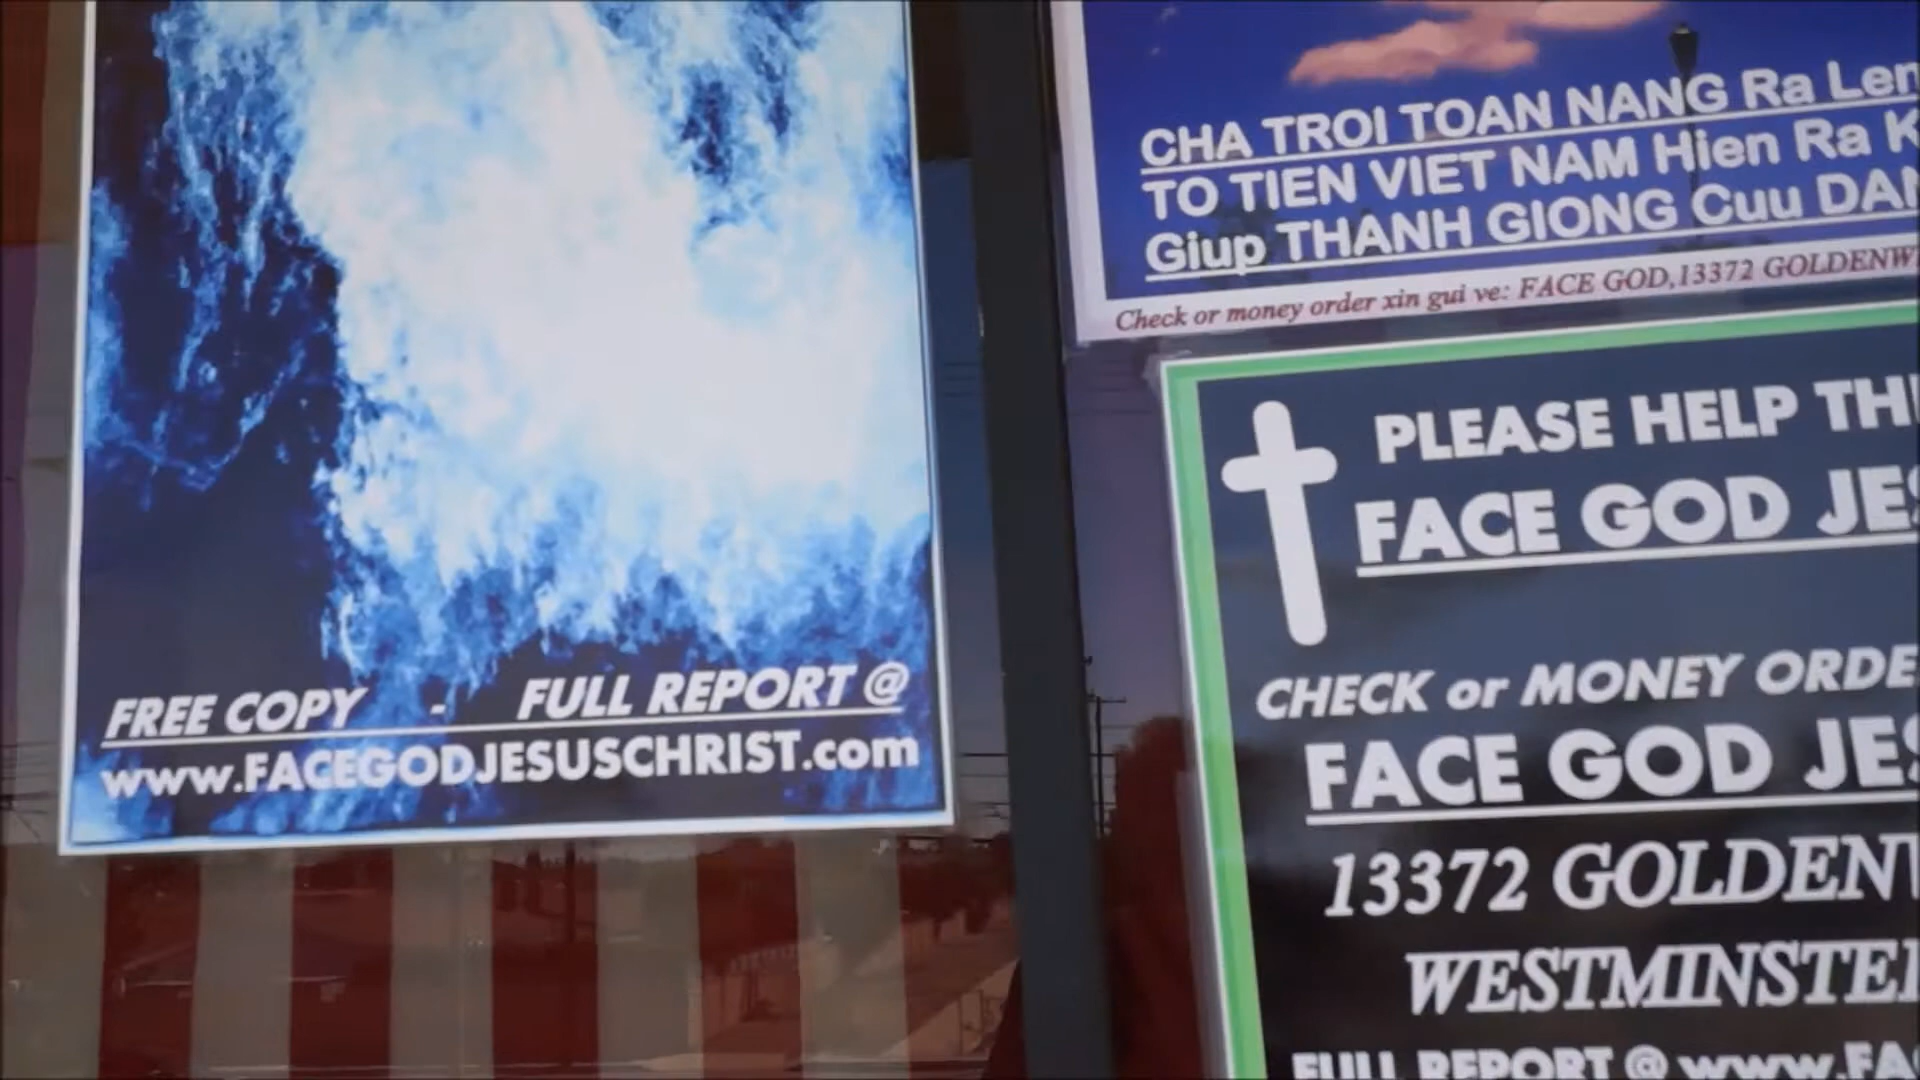 FREE COPY - FULL REPORT @
www.FACEGODJESUSCHRIST.com
CHA TROI TOAN NANG Ra
TO TIEN VIET NAM Hien Ra
Giup THANH GIONG Cuu
Check or money order xin gui ve: FACE GOD,13372
PLEASE HELP
FACE GOD
CHECK or MONEY
FACE GOD
13372
FULL REPORT @